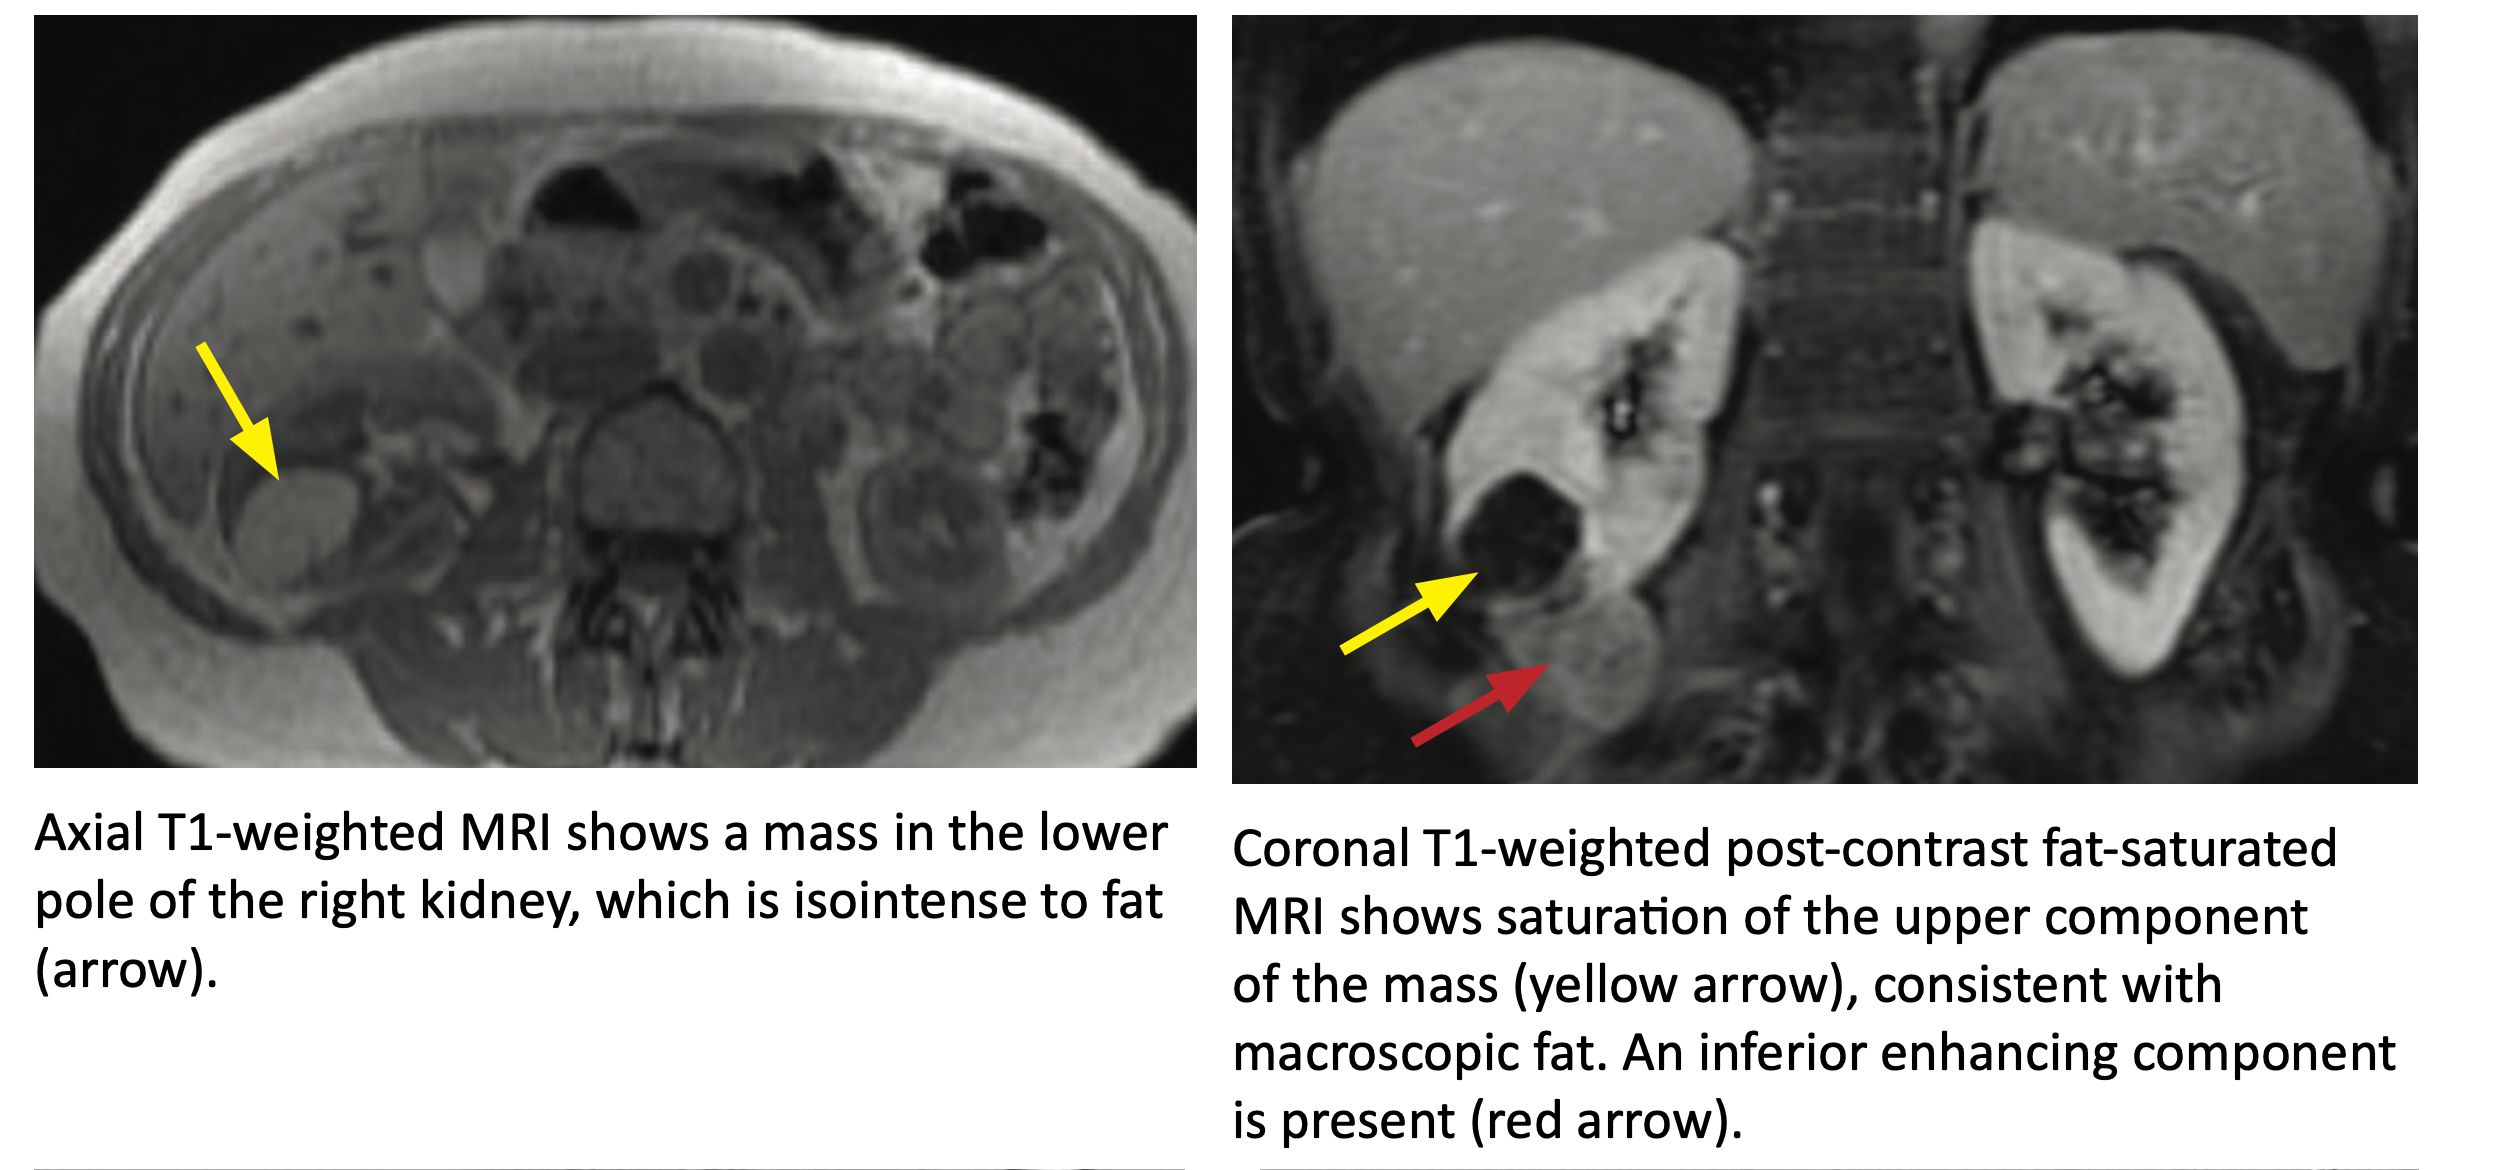 Axial T1-weighted MRI shows a mass in the lower
pole of the right kidney, which is isointense to fat
(arrow).
Coronal T1-weighted post-contrast fat-saturated
MRI shows saturation of the upper component
of the mass (yellow arrow), consistent with
macroscopic fat. An inferior enhancing component
is present (red arrow).